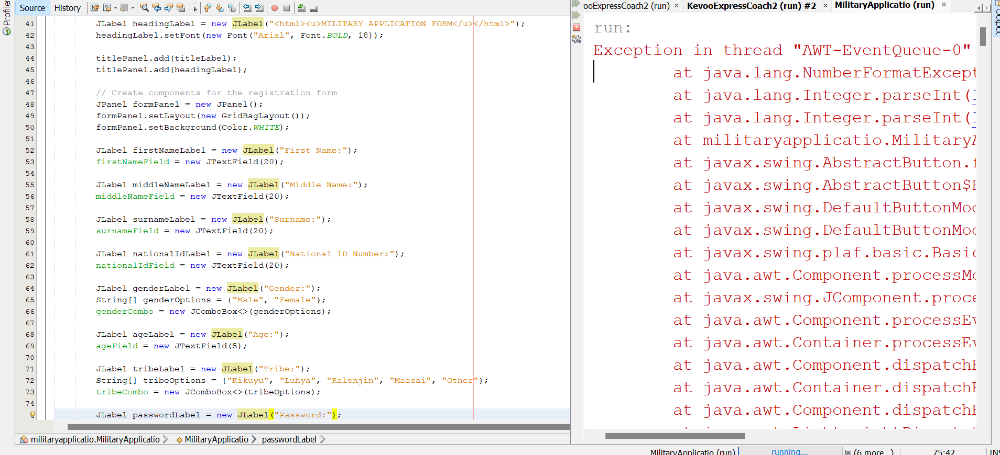 Profiler
Source History
41 JLabel headingLabel = new JLabel("<html><u>MILITARY APPLICATION FORM</u></html>");
42 headingLabel.setFont(new Font("Arial", Font.BOLD, 18));
43
44 titlePanel.add(titleLabel);
45 titlePanel.add(headingLabel);
46
47 // Create components for the registration form
48 JPanel formPanel = new JPanel();
49 formPanel.setLayout(new GridBagLayout());
50 formPanel.setBackground(Color.WHITE);
51
52 JLabel firstNameLabel = new JLabel("First Name:");
53 firstNameField = new JTextField(20);
54
55 JLabel middleNameLabel = new JLabel("Middle Name:");
56 middleNameField = new JTextField(20);
57
58 JLabel surnameLabel = new JLabel("Surname:");
59 surnameField = new JTextField(20);
60
61 JLabel nationalIdLabel = new JLabel("National ID Number:");
62 nationalIdField = new JTextField(20);
63
64 JLabel genderLabel = new JLabel("Gender:");
65 String[] genderOptions = {"Male", "Female"};
66 genderCombo = new JComboBox<>(genderOptions);
67
68 JLabel ageLabel = new JLabel("Age:");
69 ageField = new JTextField(5);
70
71 JLabel tribeLabel = new JLabel("Tribe:");
72 String[] tribeOptions = {"Kikuyu", "Luhya", "Kalenjin", "Maasai", "Other"};
73 tribeCombo = new JComboBox<>(tribeOptions);
74
JLabel passwordLabel = new JLabel("Password:");
militaryapplicatio.MilitaryApplicatio MilitaryApplicatio passwordLabel
ooExpressCoach2 (run) KevooExpressCoach2 (run) #2 MilitaryApplicatio (run)
run:
Exception in thread "AWT-EventQueue-0"
at java.lang.NumberFormatExcept
at java.lang.Integer.parseInt(
at java.lang.Integer.parseInt(
at militaryapplicatio.Military
at javax.swing.AbstractButton.
at javax.swing.AbstractButton$
at javax.swing.DefaultButtonMo
at javax.swing.DefaultButtonMo
at javax.swing.plaf.basic.Basic
at java.awt.Component.processMo
at javax.swing.JComponent.proce
at java.awt.Component.processEv
at java.awt.Container.processEv
at java.awt.Component.dispatch
at java.awt.Container.dispatch
at java.awt.Component.dispatch
Output
MilitaryApplicatio (run) running... (6 more...) 75:42 INS